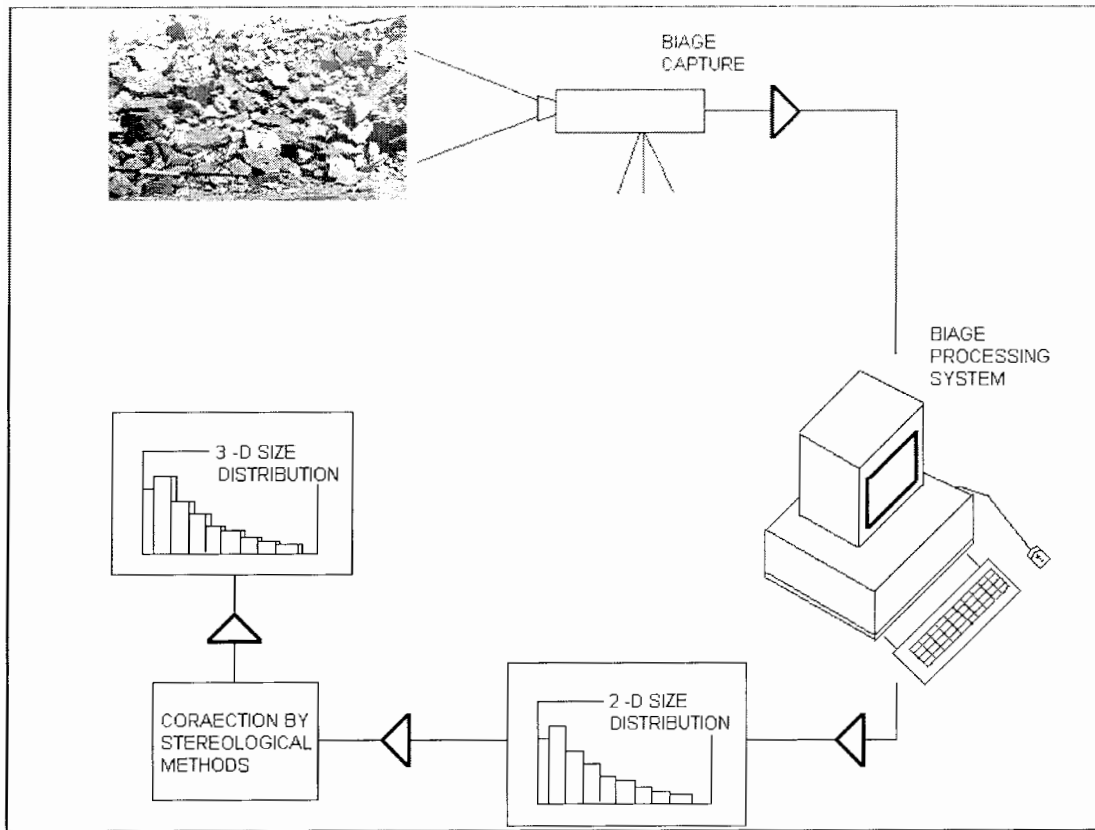 BIAGE
CAPTURE
BIAGE
PROCESSING
SYSTEM
2 -D SIZE
DISTRIBUTION
CORAECTION BY
STEREOLOGICAL
METHODS
3 -D SIZE
DISTRIBUTION